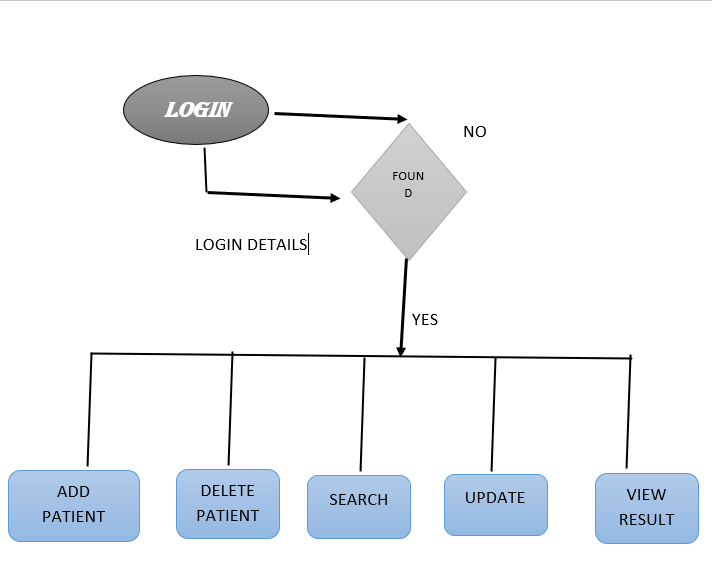 LOGIN
NO
FOUN
D
LOGIN DETAILS
YES
ADD
PATIENT
DELETE
PATIENT
SEARCH
UPDATE
VIEW
RESULT